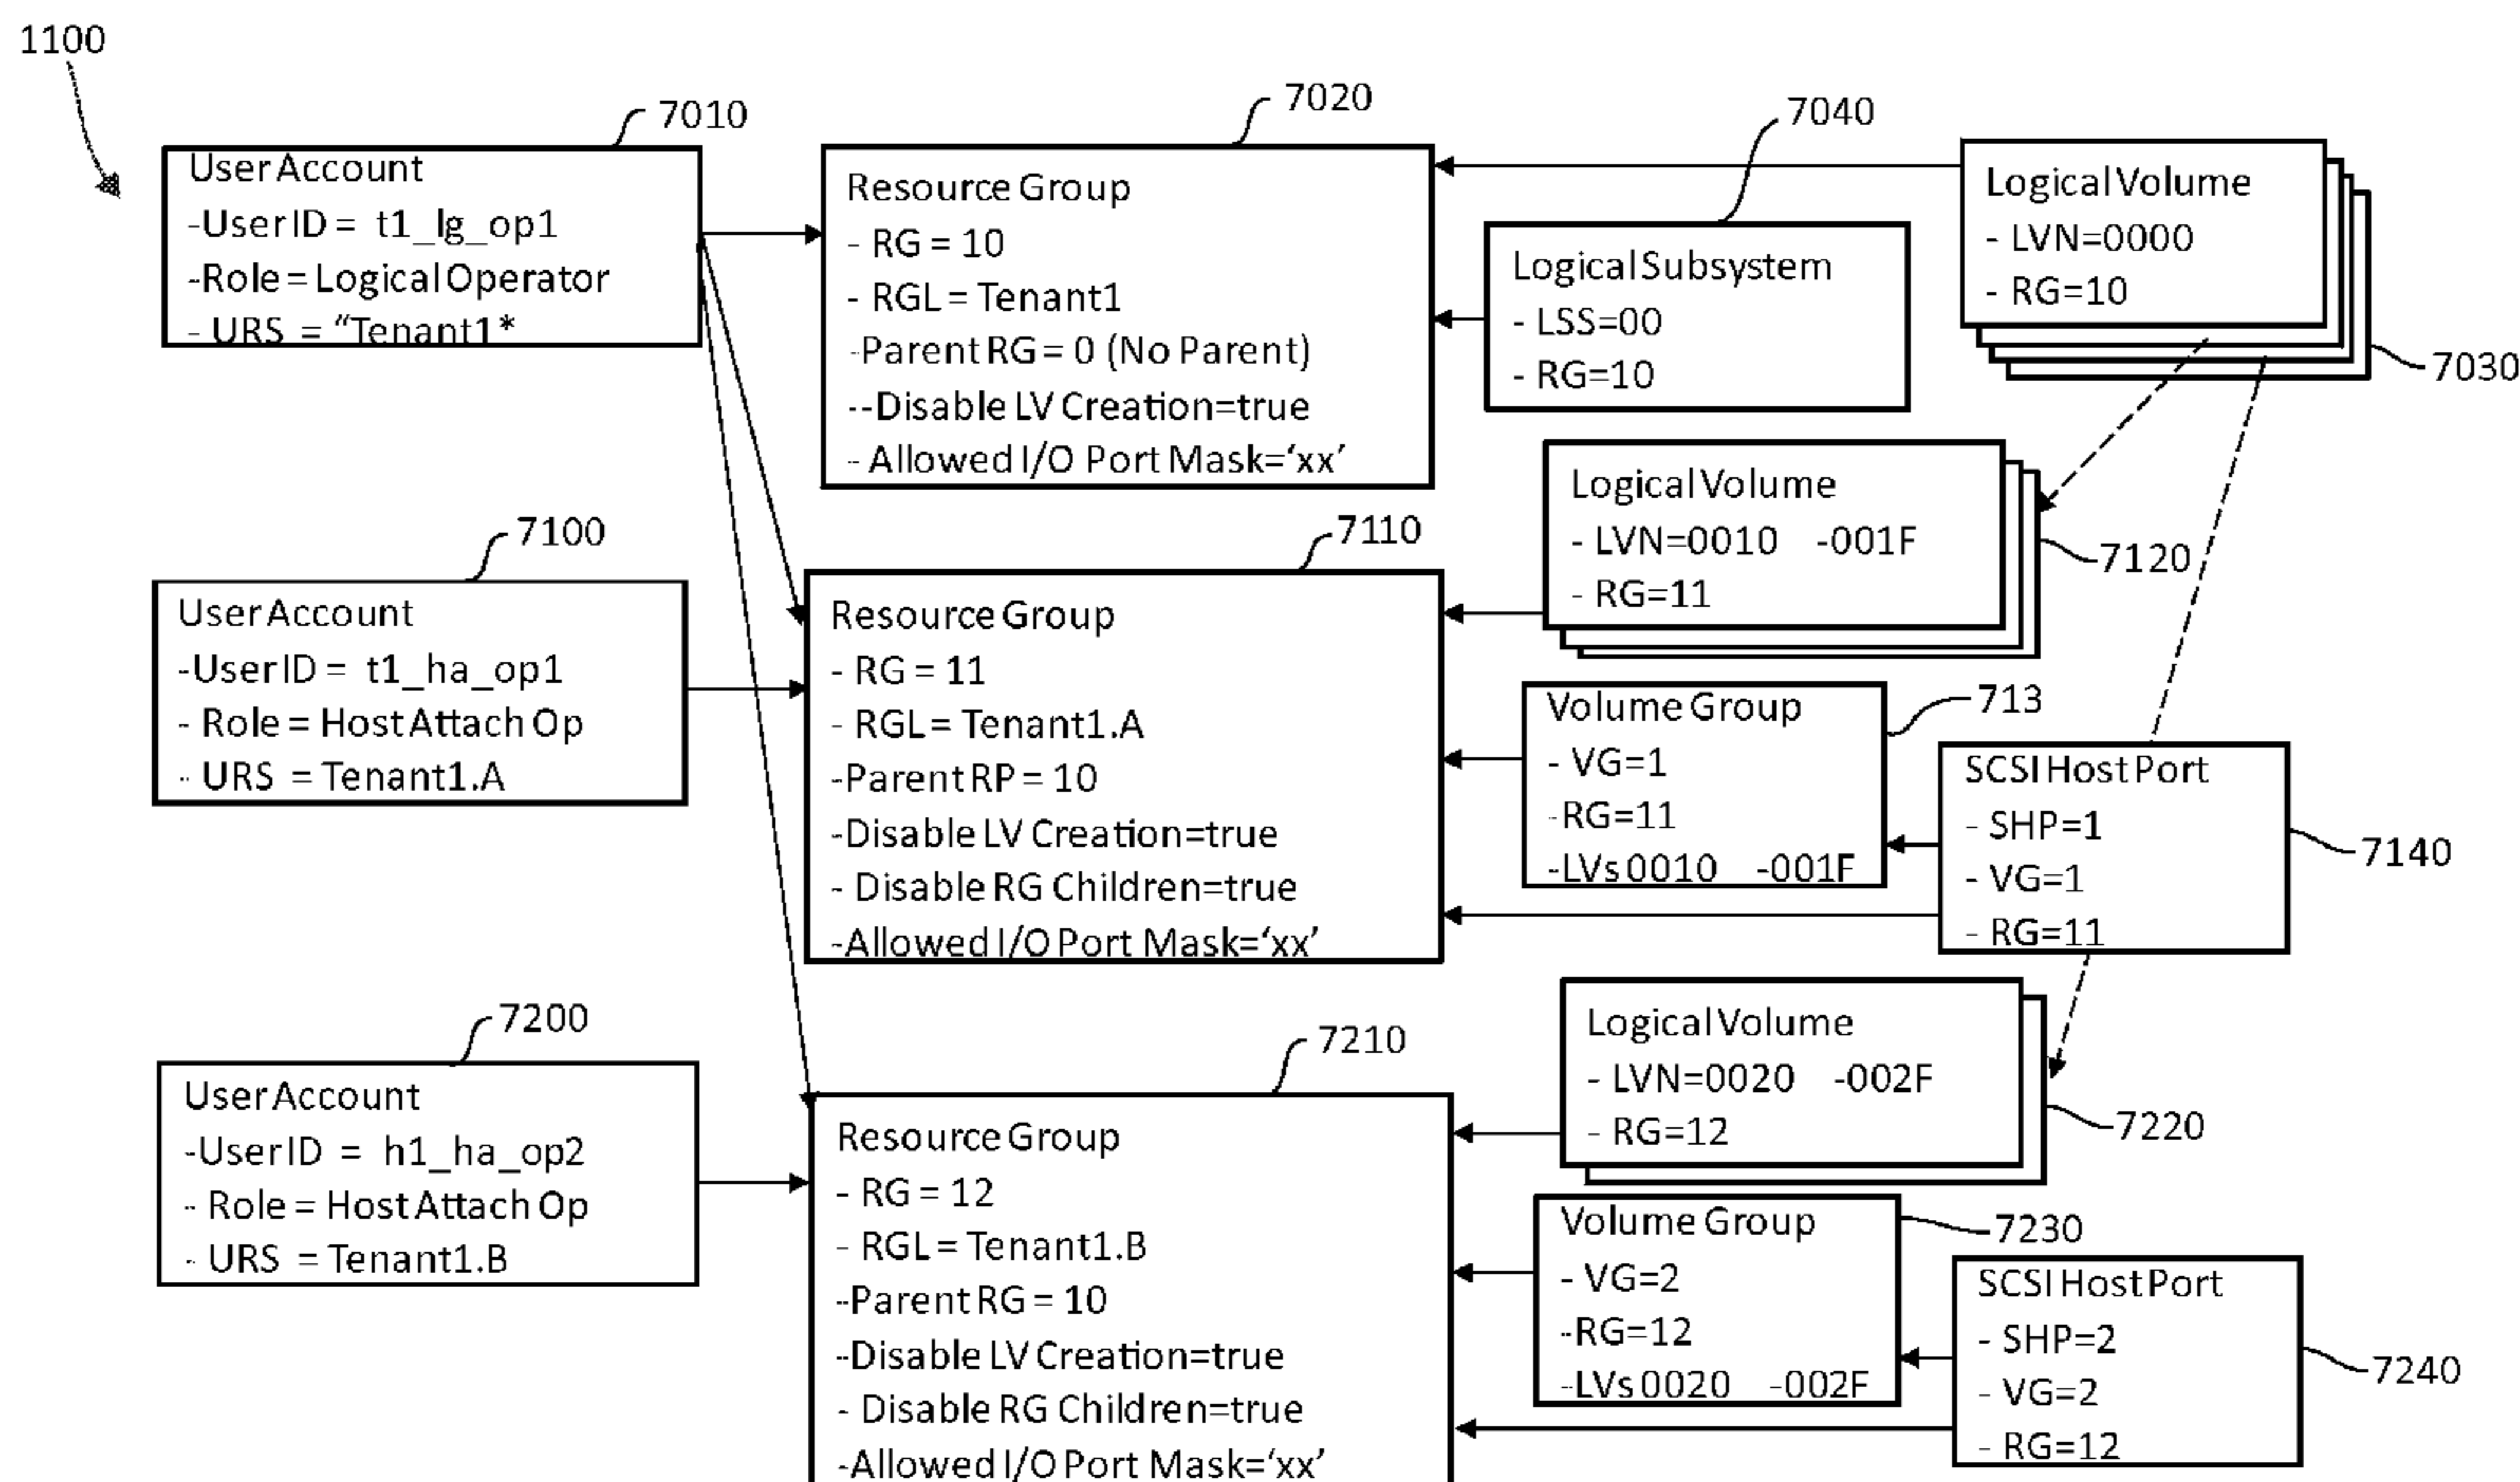 1100
7010
User Account
-User ID = t1_lg_op1
-Role = Logical Operator
- URS = "Tenant1*
7020
Resource Group
- RG = 10
- RGL = Tenant1
-Parent RG = 0 (No Parent)
--Disable LV Creation=true
- Allowed I/O Port Mask='xx'
7040
Logical Subsystem
- LSS=00
- RG=10
Logical Volume
- LVN=0000
- RG=10
7030
7100
User Account
-User ID = t1_ha_op1
- Role = Host Attach Op
- URS = Tenant1.A
7110
Resource Group
- RG = 11
- RGL = Tenant1.A
-Parent RP = 10
-Disable LV Creation=true
- Disable RG Children=true
-Allowed I/O Port Mask='xx'
Logical Volume
- LVN=0010 -001F
- RG=11
7120
Volume Group
- VG=1
-RG=11
-LVs 0010 -001F
713
SCSI Host Port
- SHP=1
- VG=1
- RG=11
7140
7200
User Account
-User ID = h1_ha_op2
- Role = Host Attach Op
- URS = Tenant1.B
7210
Resource Group
- RG = 12
- RGL = Tenant1.B
-Parent RG = 10
-Disable LV Creation=true
- Disable RG Children=true
-Allowed I/O Port Mask='xx'
Logical Volume
- LVN=0020 -002F
- RG=12
7220
Volume Group
- VG=2
-RG=12
-LVs 0020 -002F
7230
SCSI Host Port
- SHP=2
- VG=2
- RG=12
7240